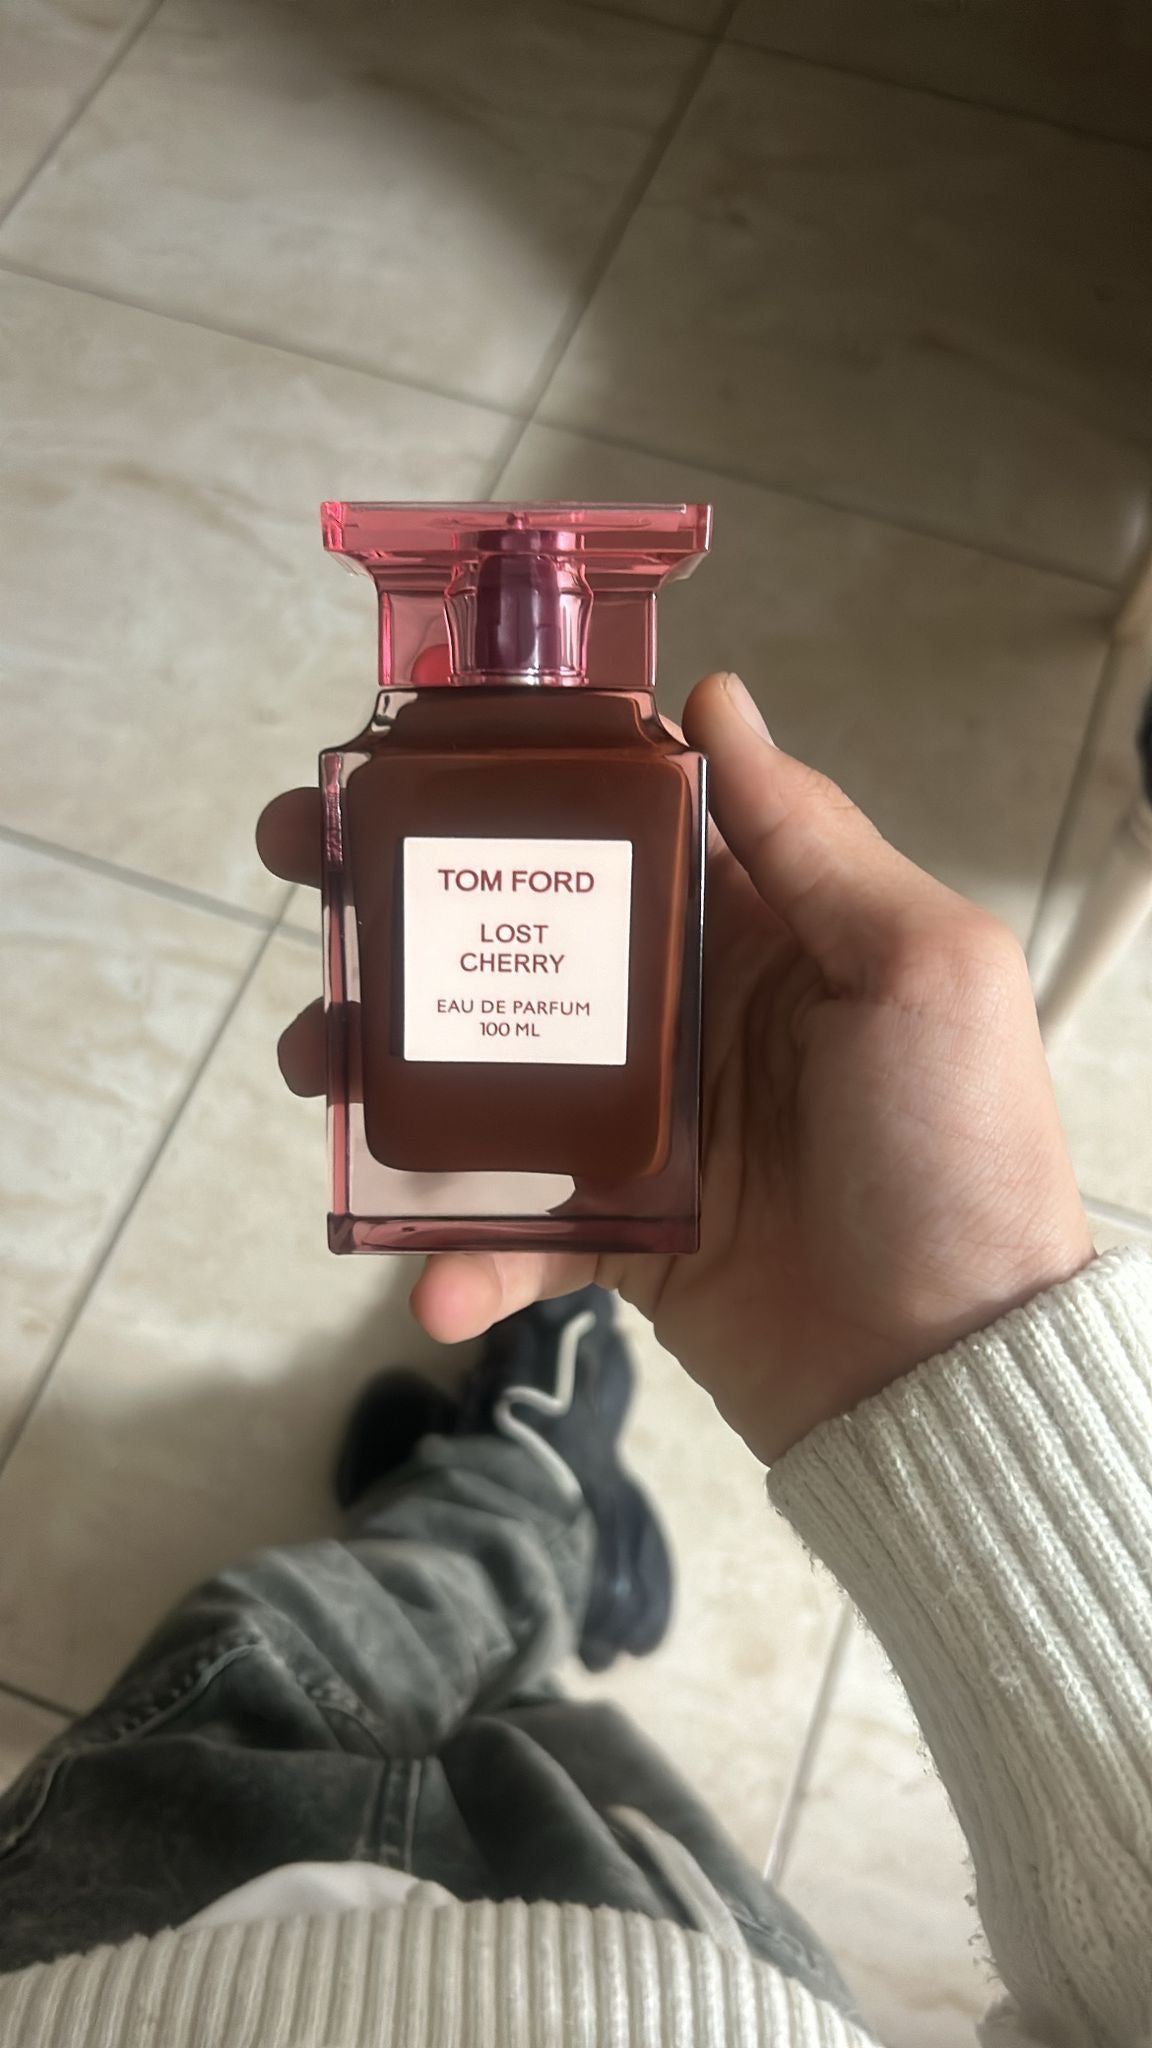 TOM FORD
LOST
CHERRY
EAU DE PARFUM
100 ML